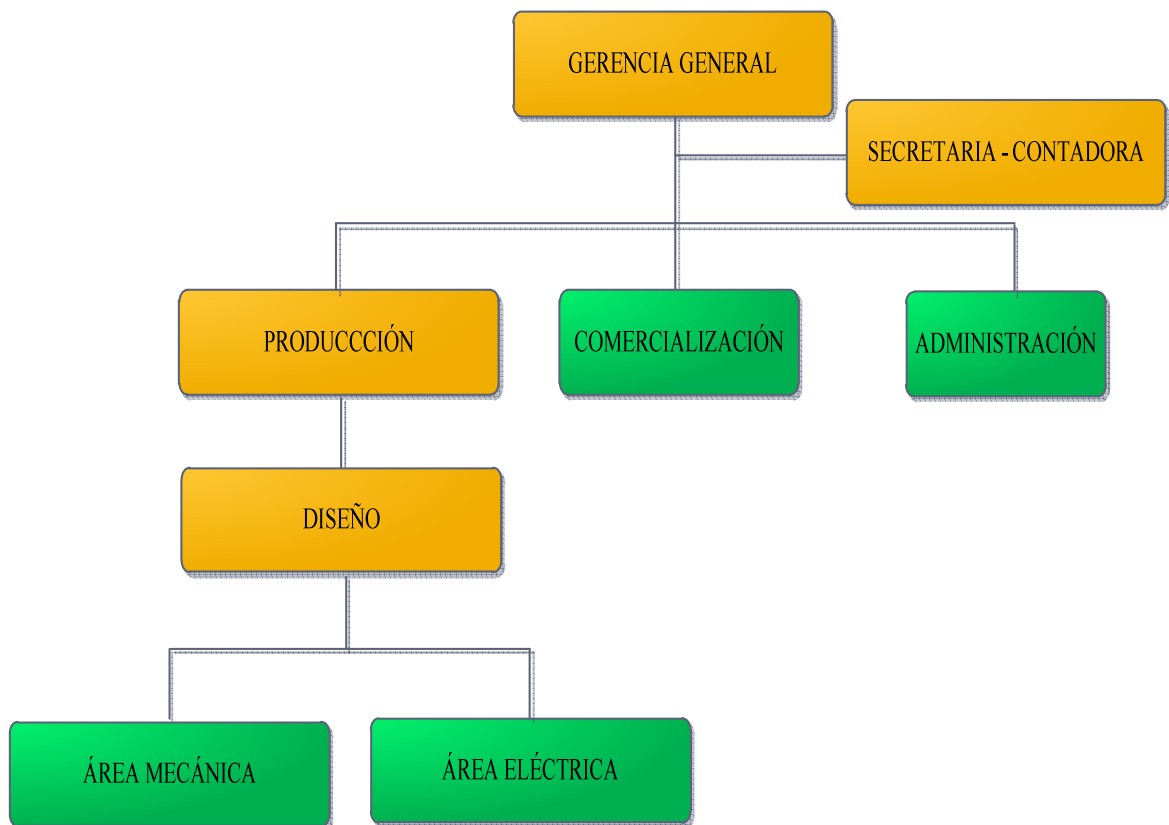 GERENCIA GENERAL
SECRETARIA - CONTADORA
PRODUCCCIÓN
COMERCIALIZACIÓN
ADMINISTRACIÓN
DISEÑO
ÁREA MECÁNICA
ÁREA ELÉCTRICA